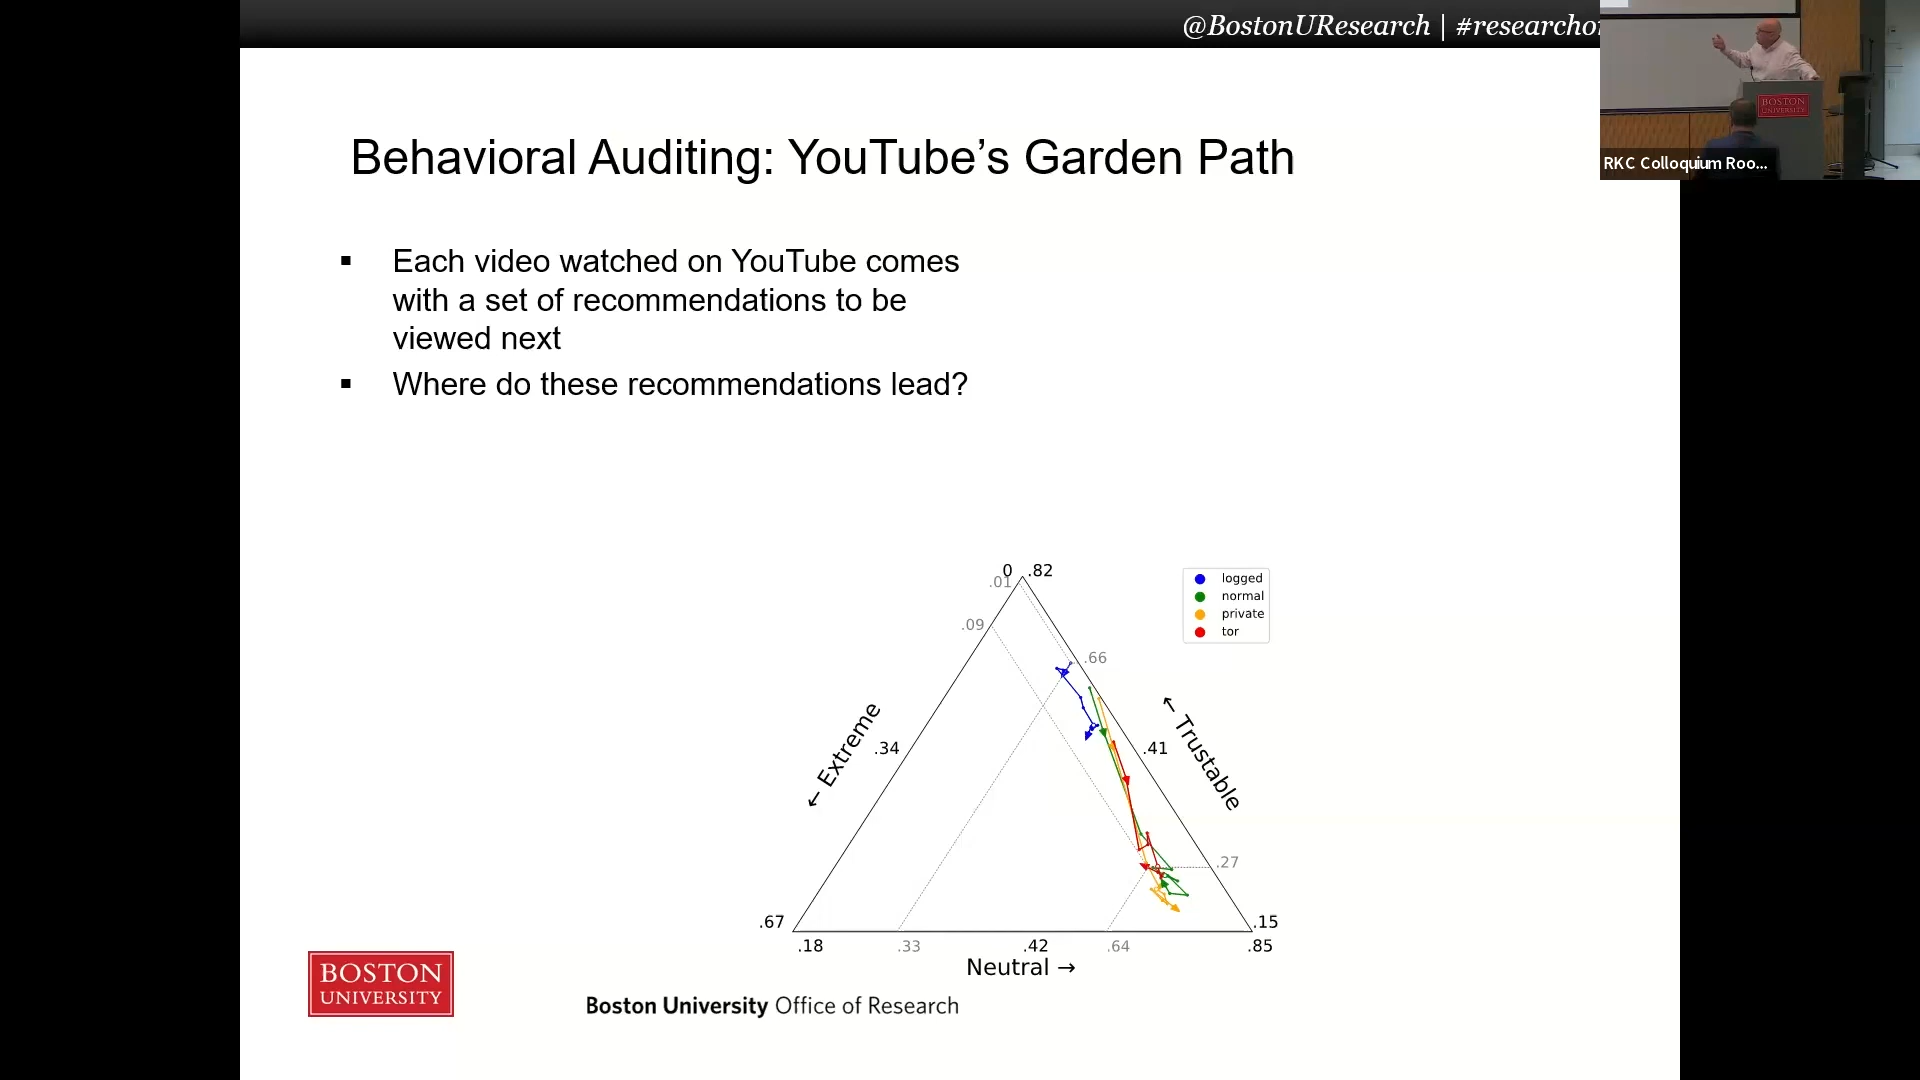 @BostonUResearch | #researcho
BOSTON
UNIVERSITY
RKC Colloquium Roo...
Behavioral Auditing: YouTube’s Garden Path
▪ Each video watched on YouTube comes
with a set of recommendations to be
viewed next
▪ Where do these recommendations lead?
0 .82
.01
.09
.66
logged
normal
private
tor
← Extreme
.34
.41
← Trustable
.27
.67
.15
.18 .33 .42 .64 .85
Neutral →
BOSTON
UNIVERSITY
Boston University Office of Research